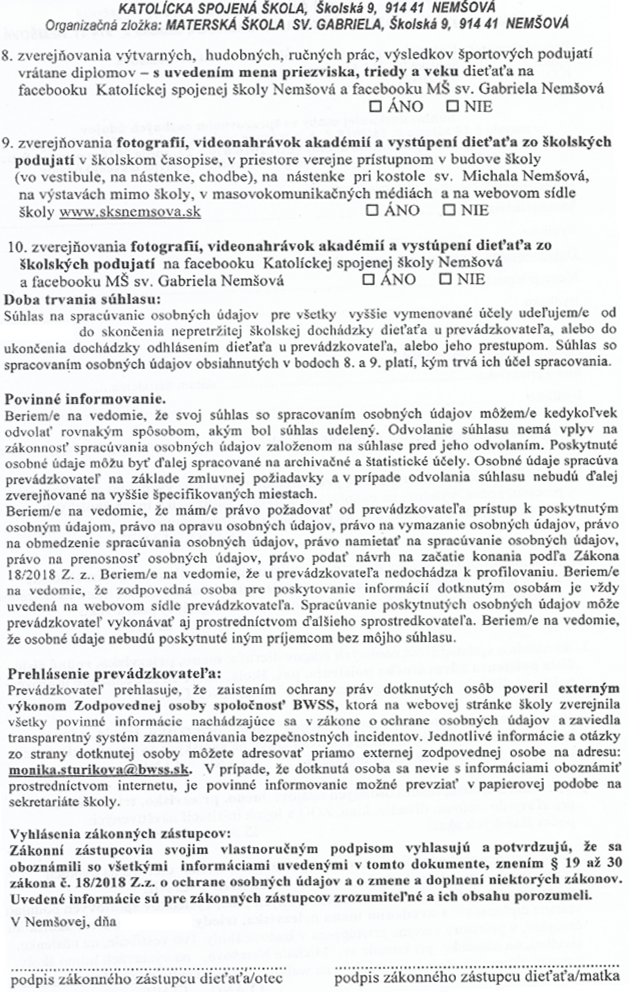 KATOLÍCKA SPOJENÁ ŠKOLA, Školská 9, 914 41 NEMŠOVÁ
Organizačná zložka: MATERSKÁ ŠKOLA SV. GABRIELA, Školská 9, 914 41 NEMŠOVÁ
8. zverejňovania výtvarných, hudobných, ručných prác, výsledkov športových podujatí
vrátane diplomov – s uvedením mena priezviska, triedy a veku dieťaťa na
facebooku Katolíckej spojenej školy Nemšová a facebooku MŠ sv. Gabriela Nemšová
☐ ÁNO ☐ NIE
9. zverejňovania fotografií, videonahrávok akadémií a vystúpení dieťaťa zo školských
podujatí v školskom časopise, v priestore verejne prístupnom v budove školy
(vo vestibule, na nástenke, chodbe), na nástenke pri kostole sv. Michala Nemšová,
na výstavách mimo školy, v masovokomunikačných médiách a na webovom sídle
školy www.sksnemsova.sk ☐ ÁNO ☐ NIE
10. zverejňovania fotografií, videonahrávok akadémií a vystúpení dieťaťa zo
školských podujatí na facebooku Katolíckej spojenej školy Nemšová
a facebooku MŠ sv. Gabriela Nemšová ☐ ÁNO ☐ NIE
Doba trvania súhlasu:
Súhlas na spracúvanie osobných údajov pre všetky vyššie vymenované účely udeľujem/e od
do skončenia nepretržitej školskej dochádzky dieťaťa u prevádzkovateľa, alebo do
ukončenia dochádzky odhlásením dieťaťa u prevádzkovateľa, alebo jeho prestupom. Súhlas so
spracovaním osobných údajov obsiahnutých v bodoch 8. a 9. platí, kým trvá ich účel spracovania.
Povinné informovanie.
Beriem/e na vedomie, že svoj súhlas so spracovaním osobných údajov môžem/e kedykoľvek
odvolať rovnakým spôsobom, akým bol súhlas udelený. Odvolanie súhlasu nemá vplyv na
zákonnosť spracúvania osobných údajov založenom na súhlase pred jeho odvolaním. Poskytnuté
osobné údaje môžu byť ďalej spracované na archivačné a štatistické účely. Osobné údaje spracúva
prevádzkovateľ na základe zmluvnej požiadavky a v prípade odvolania súhlasu nebudú ďalej
zverejňované na vyššie špecifikovaných miestach.
Beriem/e na vedomie, že mám/e právo požadovať od prevádzkovateľa prístup k poskytnutým
osobným údajom, právo na opravu osobných údajov, právo na vymazanie osobných údajov, právo
na obmedzenie spracúvania osobných údajov, právo namietať na spracúvanie osobných údajov,
právo na prenosnosť osobných údajov, právo podať návrh na začatie konania podľa Zákona
18/2018 Z. z.. Beriem/e na vedomie, že u prevádzkovateľa nedochádza k profilovaniu. Beriem/e
na vedomie, že zodpovedná osoba pre poskytovanie informácií dotknutým osobám je vždy
uvedená na webovom sídle prevádzkovateľa. Spracúvanie poskytnutých osobných údajov môže
prevádzkovateľ vykonávať aj prostredníctvom ďalšieho sprostredkovateľa. Beriem/e na vedomie,
že osobné údaje nebudú poskytnuté iným príjemcom bez môjho súhlasu.
Prehlásenie prevádzkovateľa:
Prevádzkovateľ prehlasuje, že zaistením ochrany práv dotknutých osôb poveril externým
výkonom Zodpovednej osoby spoločnosť BWSS, ktorá na webovej stránke školy zverejnila
všetky povinné informácie nachádzajúce sa v zákone o ochrane osobných údajov a zaviedla
transparentný systém zaznamenávania bezpečnostných incidentov. Jednotlivé informácie a otázky
zo strany dotknutej osoby môžete adresovať priamo externej zodpovednej osobe na adresu:
monika.sturikova@bwss.sk. V prípade, že dotknutá osoba sa nevie s informáciami oboznámiť
prostredníctvom internetu, je povinné informovanie možné prevziať v papierovej podobe na
sekretariáte školy.
Vyhlásenia zákonných zástupcov:
Zákonní zástupcovia svojim vlastnoručným podpisom vyhlasujú a potvrdzujú, že sa
oboznámili so všetkými informáciami uvedenými v tomto dokumente, znením § 19 až 30
zákona č. 18/2018 Z.z. o ochrane osobných údajov a o zmene a doplnení niektorých zákonov.
Uvedené informácie sú pre zákonných zástupcov zrozumiteľné a ich obsahu porozumeli.
V Nemšovej, dňa
podpis zákonného zástupcu dieťaťa/otec podpis zákonného zástupcu dieťaťa/matka